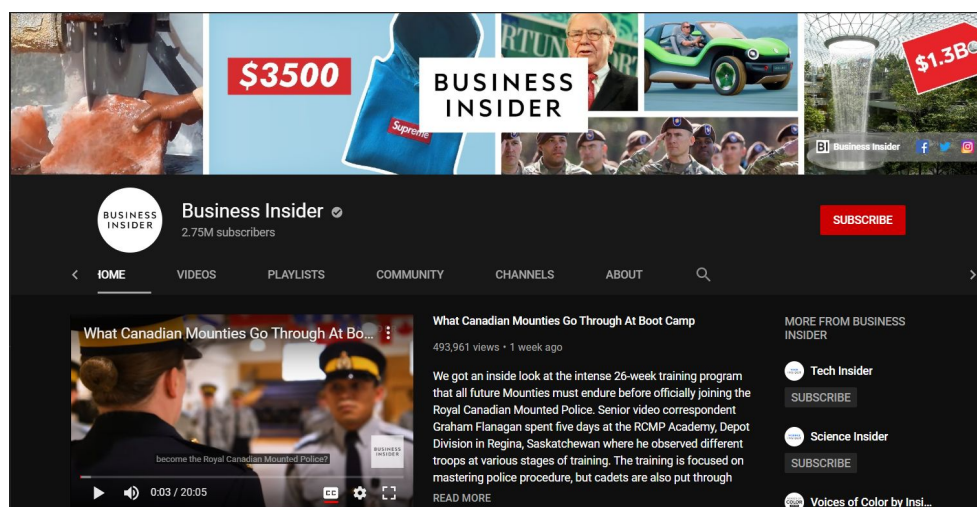 $3500
Supreme
BUSINESS
INSIDER
$1.3B
BI Business Insider
BUSINESS
INSIDER
Business Insider
2.75M subscribers
SUBSCRIBE
HOME VIDEOS PLAYLISTS COMMUNITY CHANNELS ABOUT
What Canadian Mounties Go Through At Bo...
become the Royal Canadian Mounted Police?
BUSINESS
INSIDER
0:03 / 20:05
CC
What Canadian Mounties Go Through At Boot Camp
493,961 views • 1 week ago
We got an inside look at the intense 26-week training program
that all future Mounties must endure before officially joining the
Royal Canadian Mounted Police. Senior video correspondent
Graham Flanagan spent five days at the RCMP Academy, Depot
Division in Regina, Saskatchewan where he observed different
troops at various stages of training. The training is focused on
mastering police procedure, but cadets are also put through
READ MORE
MORE FROM BUSINESS
INSIDER
Tech Insider
SUBSCRIBE
Science Insider
SUBSCRIBE
Voices of Color by Insi...